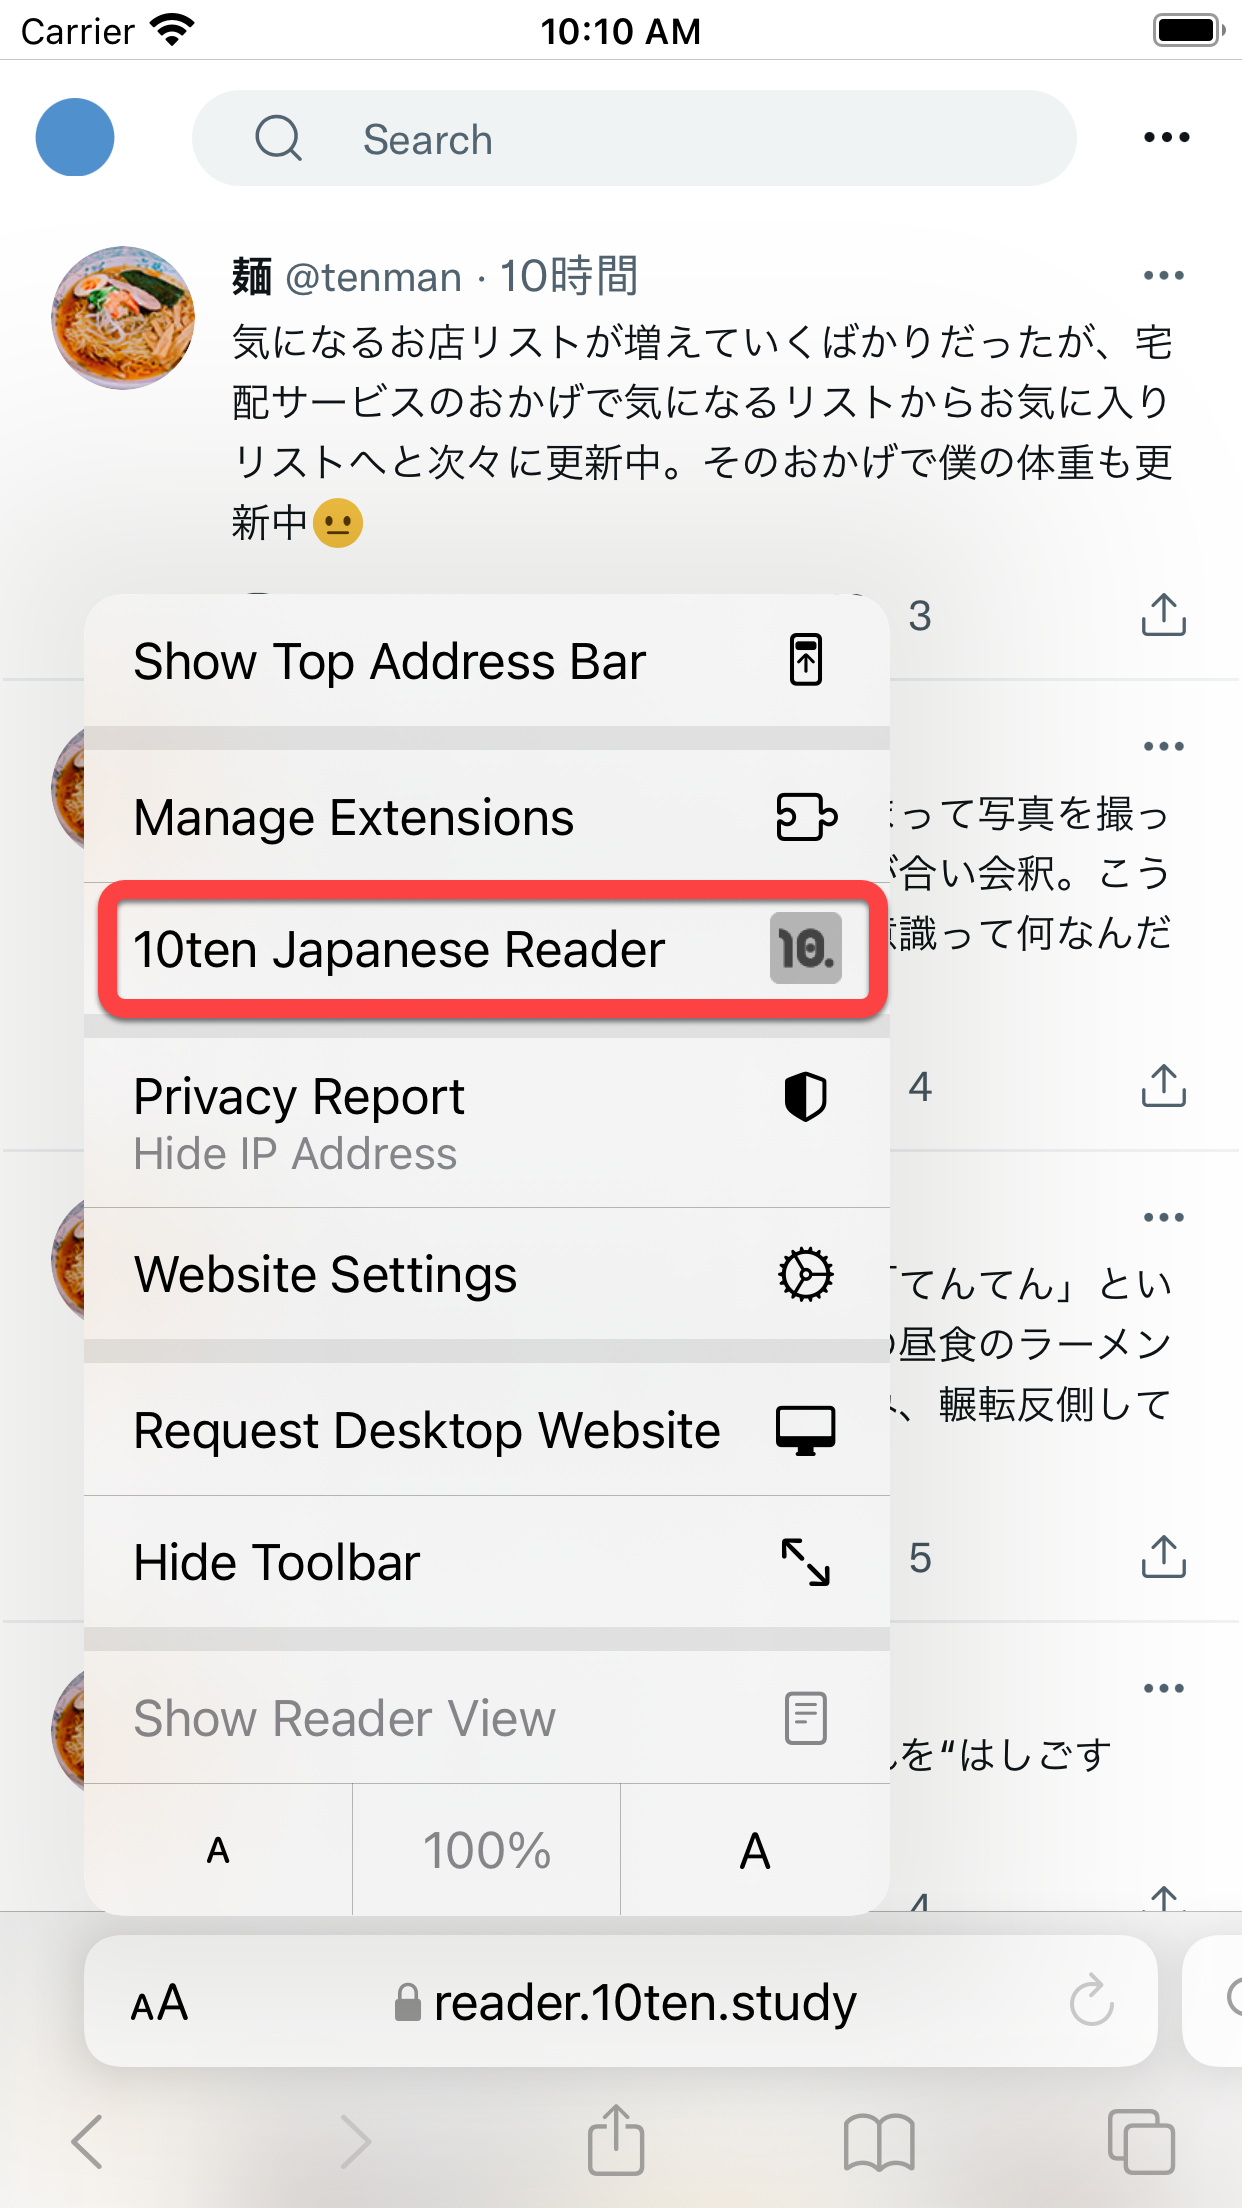 Carrier 10:10 AM
Search
麺 @tenman · 10時間
気になるお店リストが増えていくばかりだったが、宅
配サービスのおかげで気になるリストからお気に入り
リストへと次々に更新中。そのおかげで僕の体重も更
新中😐
3
Show Top Address Bar
Manage Extensions
10ten Japanese Reader 10.
Privacy Report
Hide IP Address
Website Settings
Request Desktop Website
Hide Toolbar
Show Reader View
A 100% A
って写真を撮っ
合い会釈。こう
識って何なんだ
4
「てんてん」とい
昼食のラーメン
、輾転反側して
5
を“はしごす
4
AA reader.10ten.study